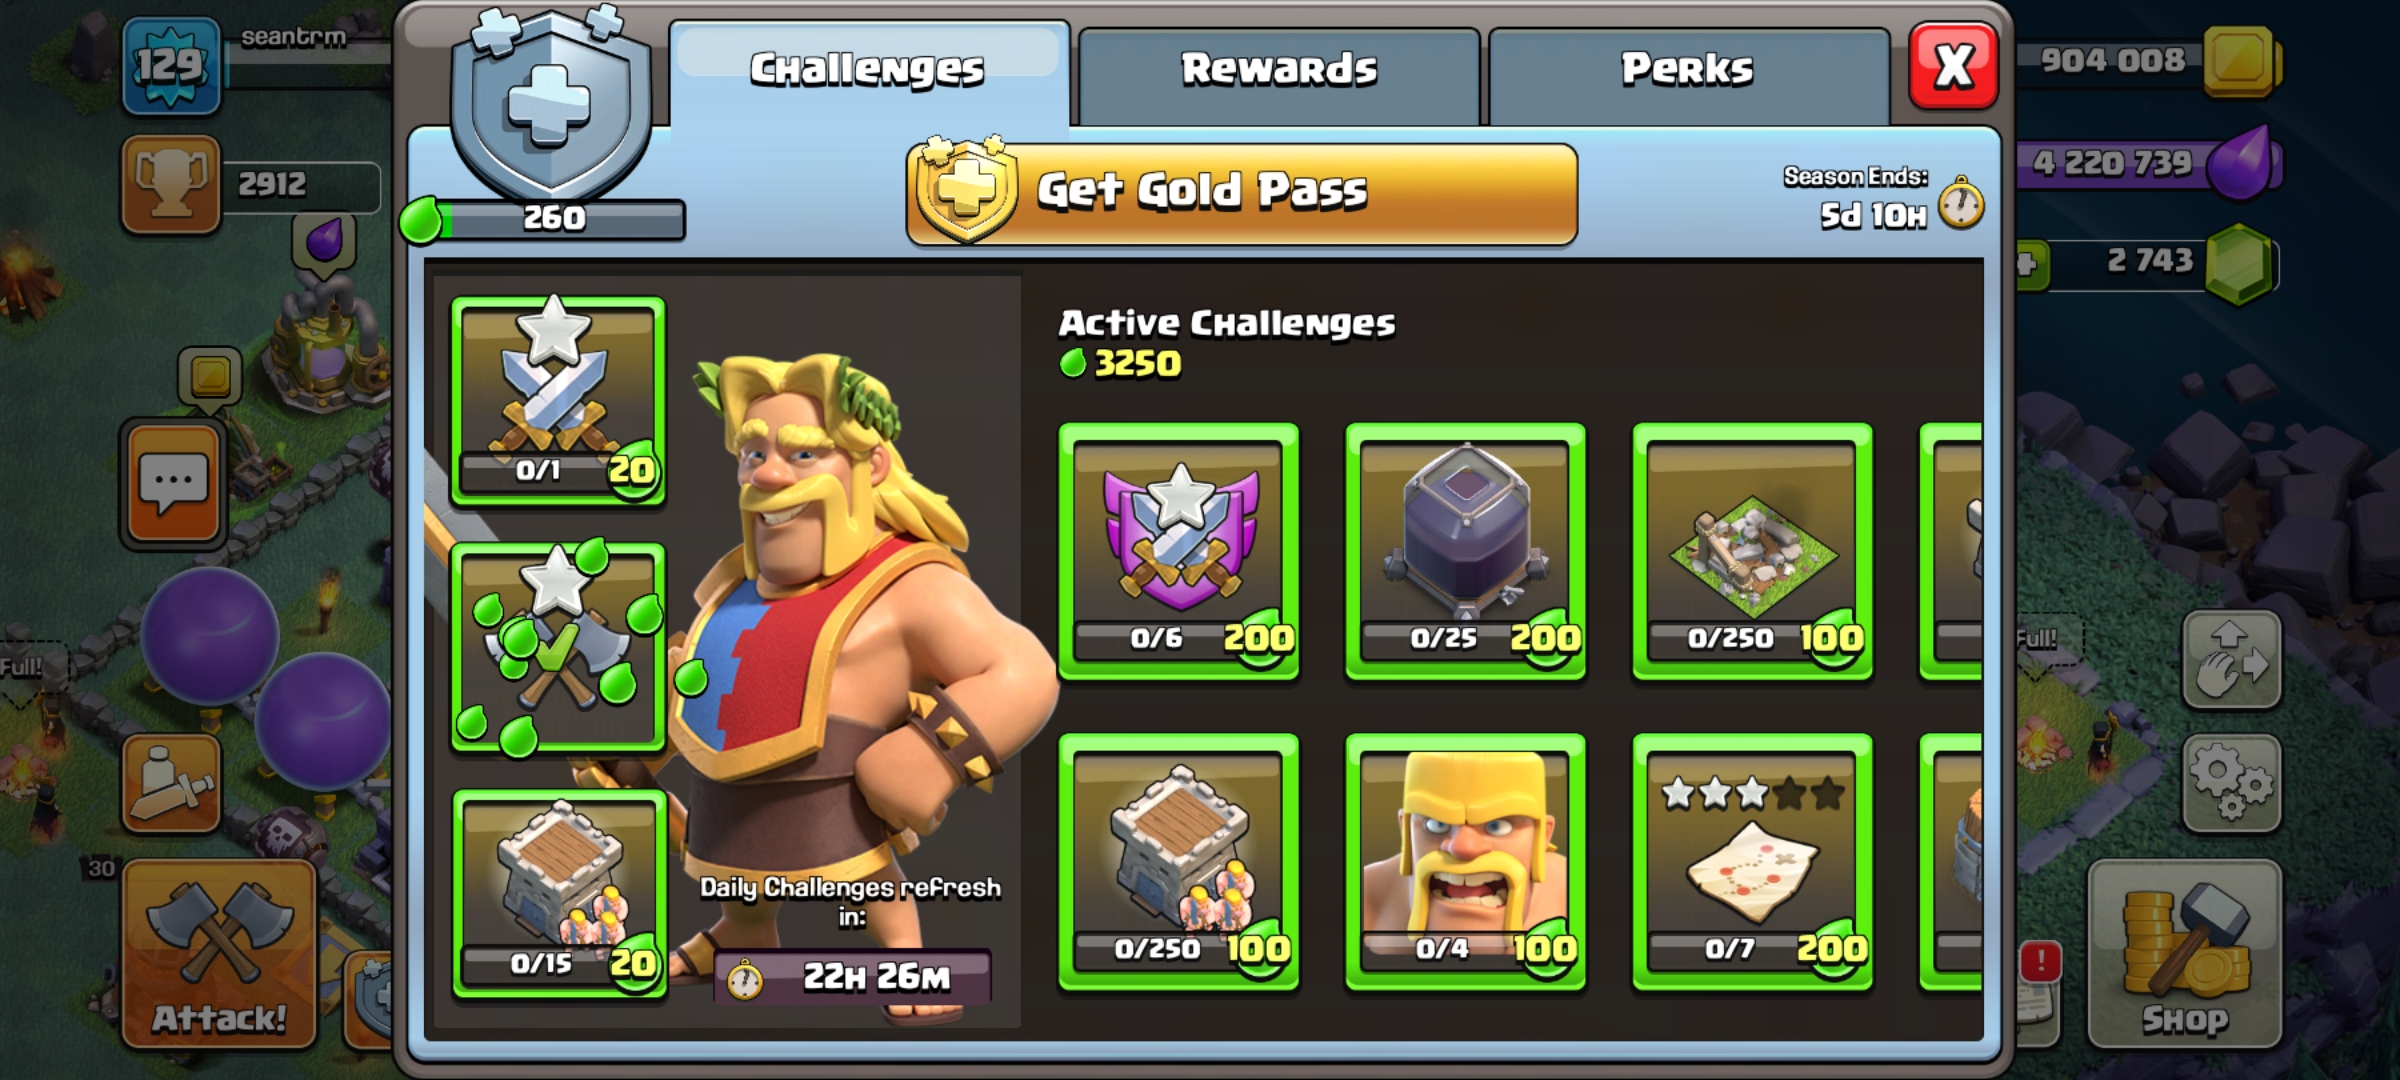 129
seantrm
2912
Challenges
Rewards
Perks
X
904 008
4 220 739
2 743
260
Get Gold Pass
Season Ends:
5d 10H
Active Challenges
3250
0/1
20
0/15
20
Daily Challenges refresh
in:
22H 26M
0/6
200
0/25
200
0/250
100
0/250
100
0/4
100
0/7
200
Full!
Full!
30
Attack!
!
Shop